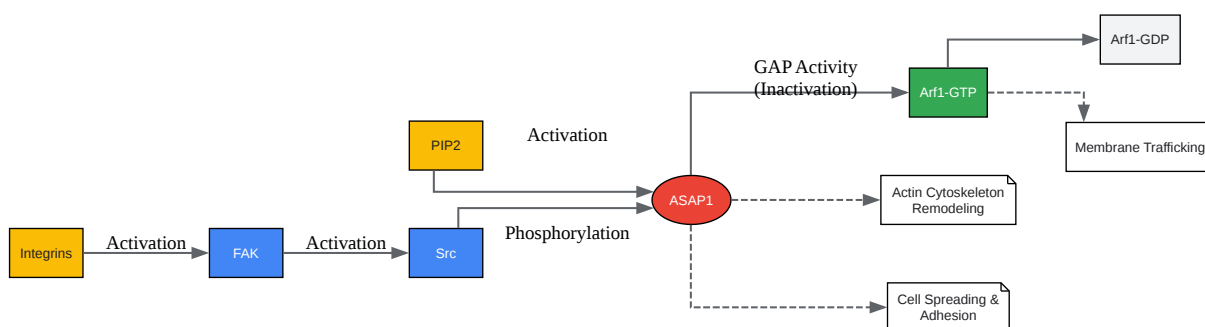 Arf1-GDP
GAP Activity
(Inactivation)
Arf1-GTP
PIP2
Activation
Membrane Trafficking
ASAP1
Actin Cytoskeleton
Remodeling
Phosphorylation
Integrins
Activation
FAK
Activation
Src
Cell Spreading &
Adhesion